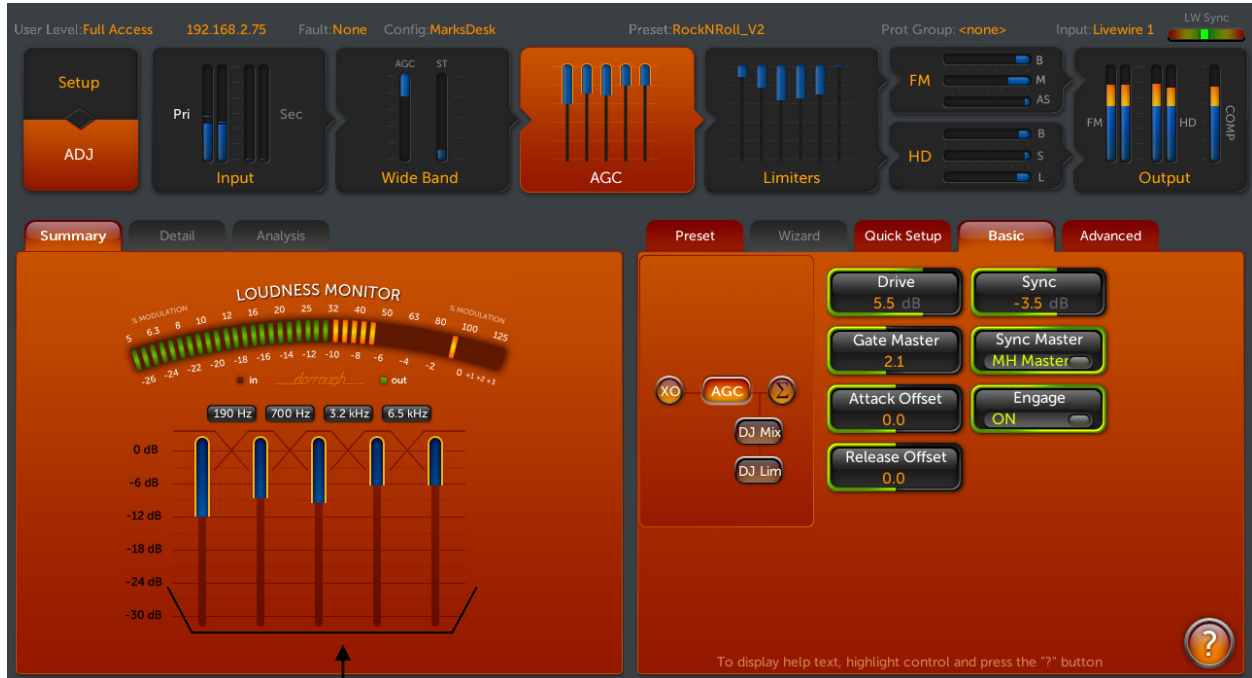 User Level:Full Access 192.168.2.75 Fault:None Config:MarksDesk Preset:RockNRoll_V2 Prot Group: <none> Input:Livewire 1 LW Sync
Setup
ADJ
Pri Sec
Input
AGC ST
Wide Band
AGC
Limiters
FM
B
M
AS
HD
B
S
L
FM HD COMP
Output
Summary Detail Analysis
LOUDNESS MONITOR
% MODULATION % MODULATION
5 6.3 8 10 12 16 20 25 32 40 50 63 80 100 125
-26 -24 -22 -20 -18 -16 -14 -12 -10 -8 -6 -4 -2 0 +1 +2 +3
in dorrough out
190 Hz 700 Hz 3.2 kHz 6.5 kHz
0 dB
-6 dB
-12 dB
-18 dB
-24 dB
-30 dB
Preset Wizard Quick Setup Basic Advanced
XO AGC Σ
DJ Mix
DJ Lim
Drive
5.5 dB
Sync
-3.5 dB
Gate Master
2.1
Sync Master
MH Master
Attack Offset
0.0
Engage
ON
Release Offset
0.0
To display help text, highlight control and press the "?" button
?